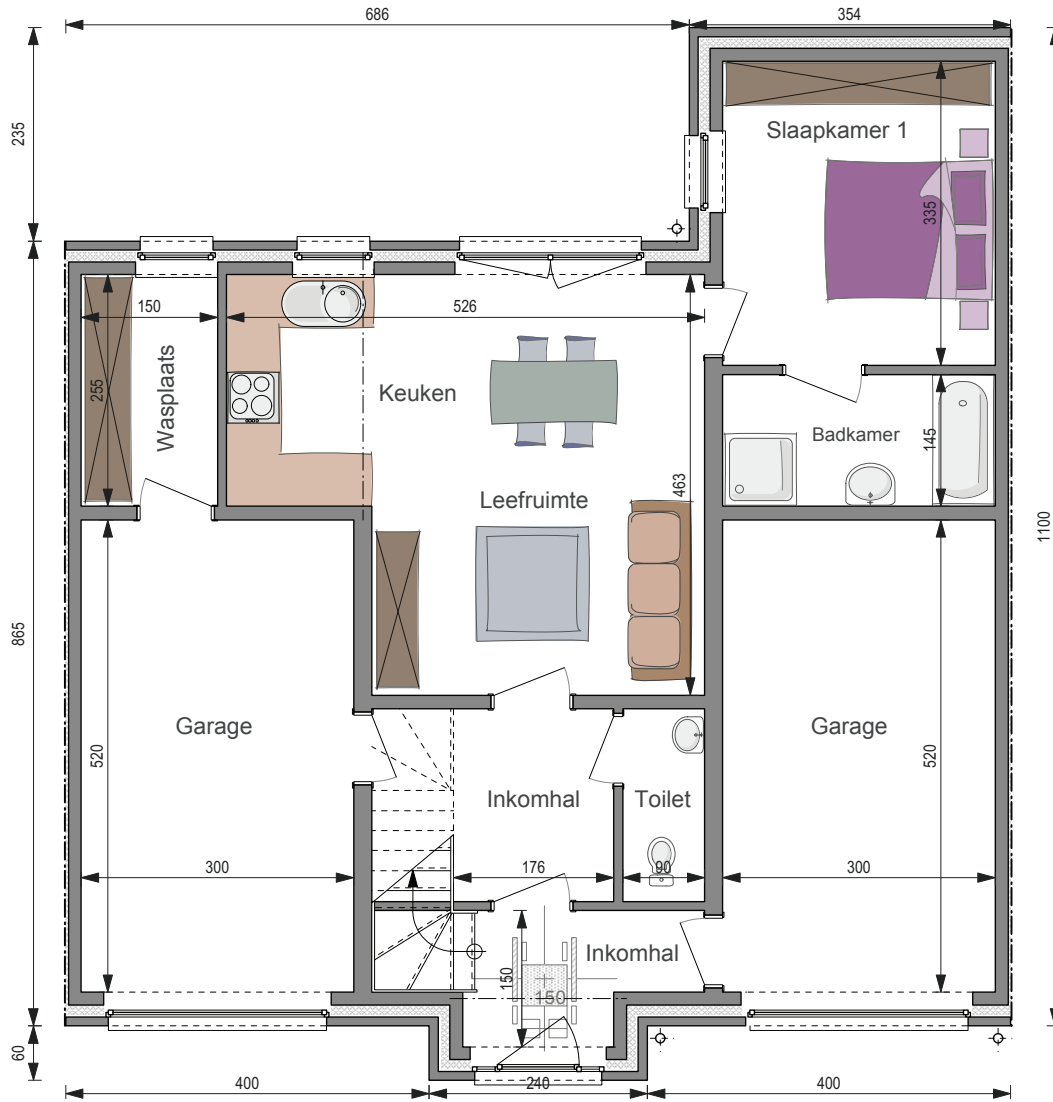 686
354
235
Slaapkamer 1
335
150
526
255
Wasplaats
Keuken
Badkamer
145
463
Leefruimte
1100
865
Garage
Garage
520
520
Inkomhal
Toilet
300
176
90
300
Inkomhal
150
150
60
400
240
400